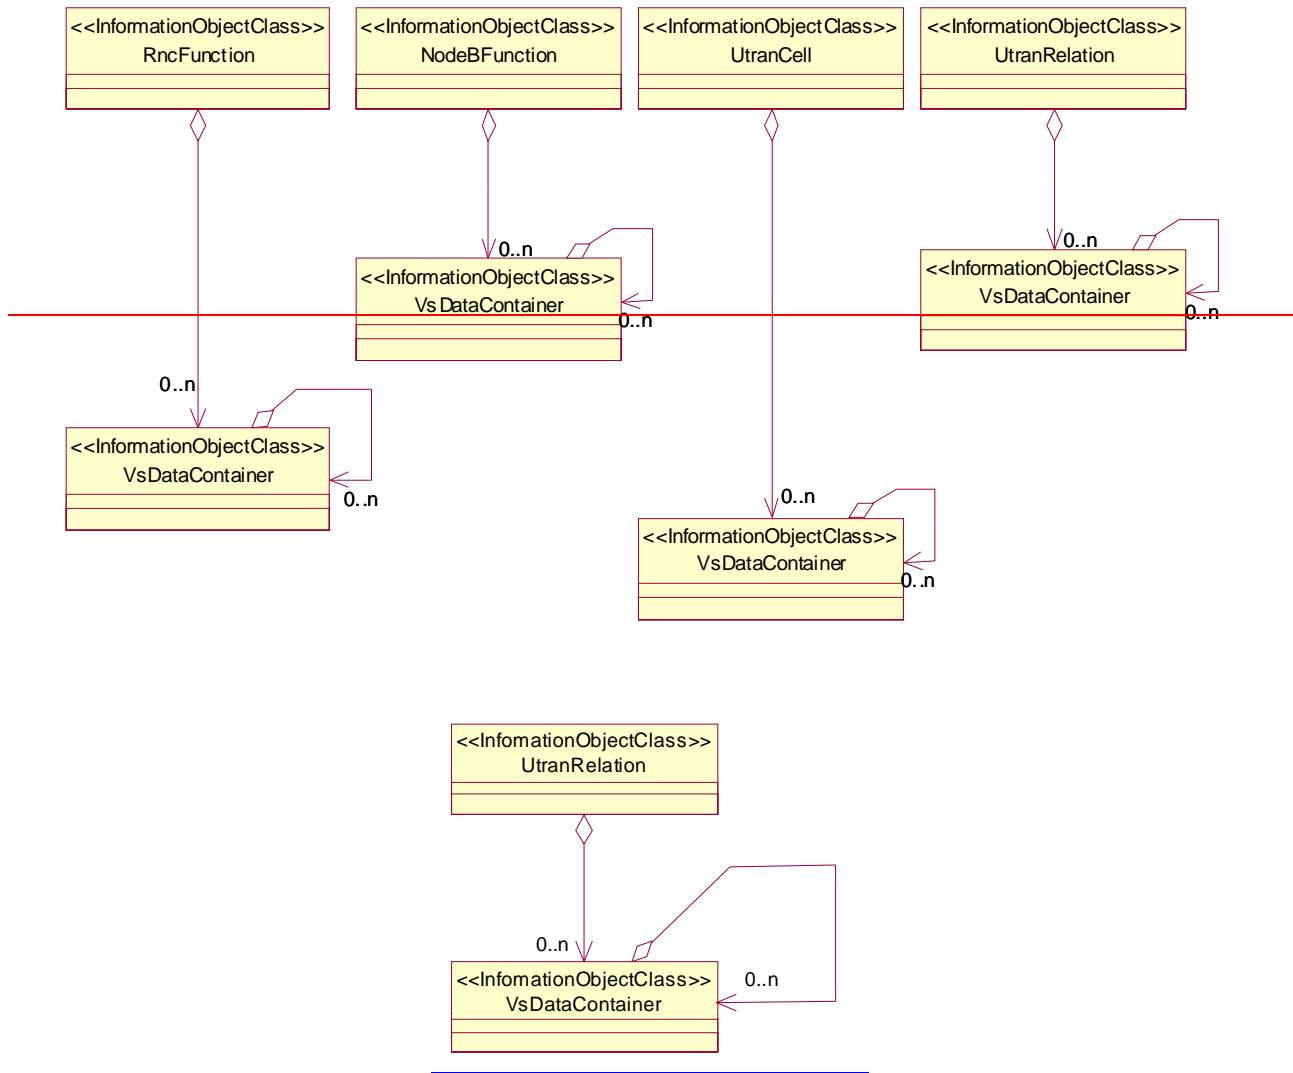 <<InformationObjectClass>>
RncFunction
<<InformationObjectClass>>
NodeBFunction
<<InformationObjectClass>>
UtranCell
<<InformationObjectClass>>
UtranRelation
0..n
<<InformationObjectClass>>
VsDataContainer
0..n
0..n
<<InformationObjectClass>>
VsDataContainer
0..n
0..n
<<InformationObjectClass>>
VsDataContainer
0..n
0..n
<<InformationObjectClass>>
VsDataContainer
0..n
<<InfomationObjectClass>>
UtranRelation
0..n
<<InfomationObjectClass>>
VsDataContainer
0..n